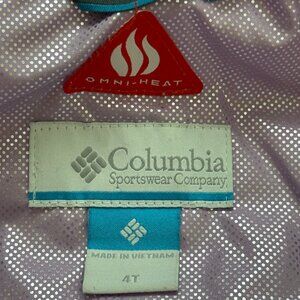 OMNI-HEAT
Columbia
Sportswear Company
MADE IN VIETNAM
4T